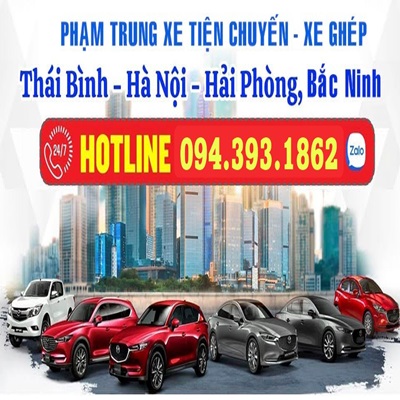 PHẠM TRUNG XE TIỆN CHUYẾN - XE GHÉP
Thái Bình - Hà Nội - Hải Phòng, Bắc Ninh
24/7 HOTLINE 094.393.1862 Zalo